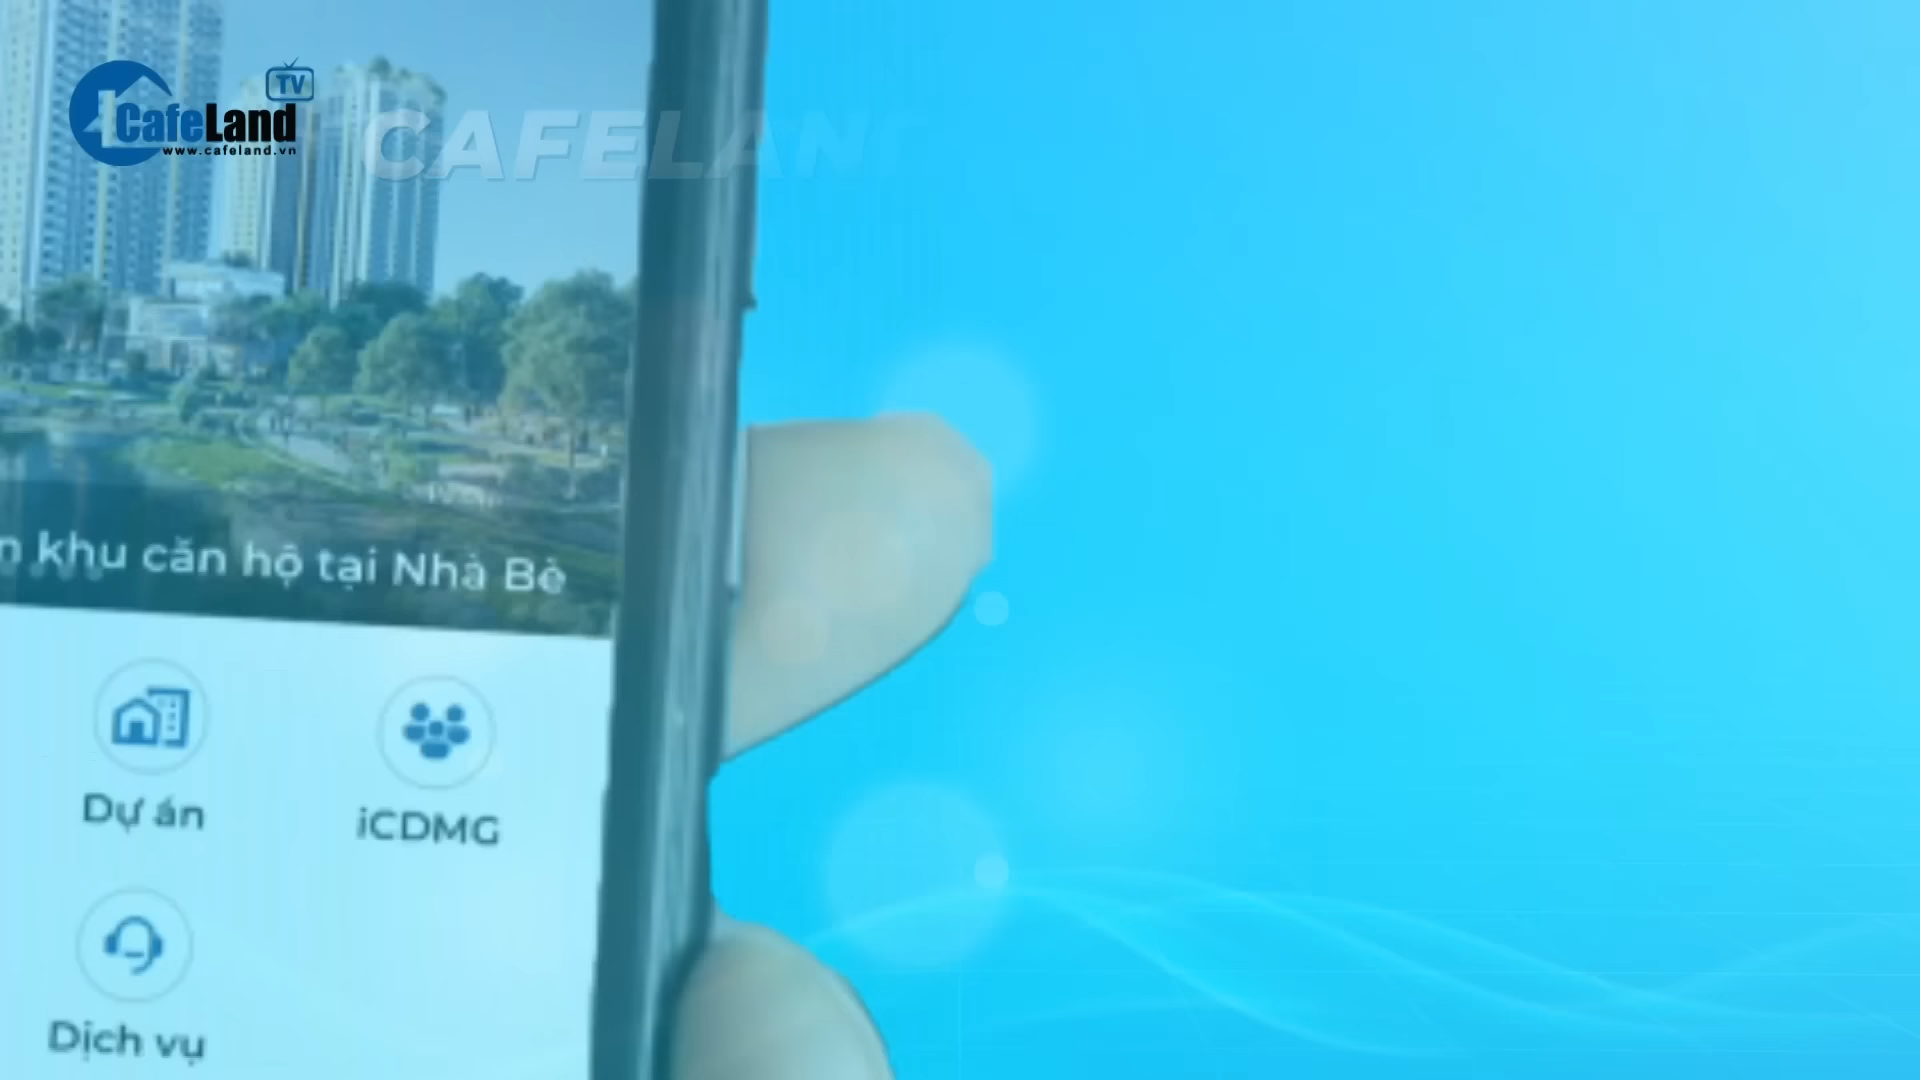 TV
CafeLand
www.cafeland.vn
CAFELAN
khu căn hộ tại Nhà Bè
Dự án
iCDMG
Dịch vụ